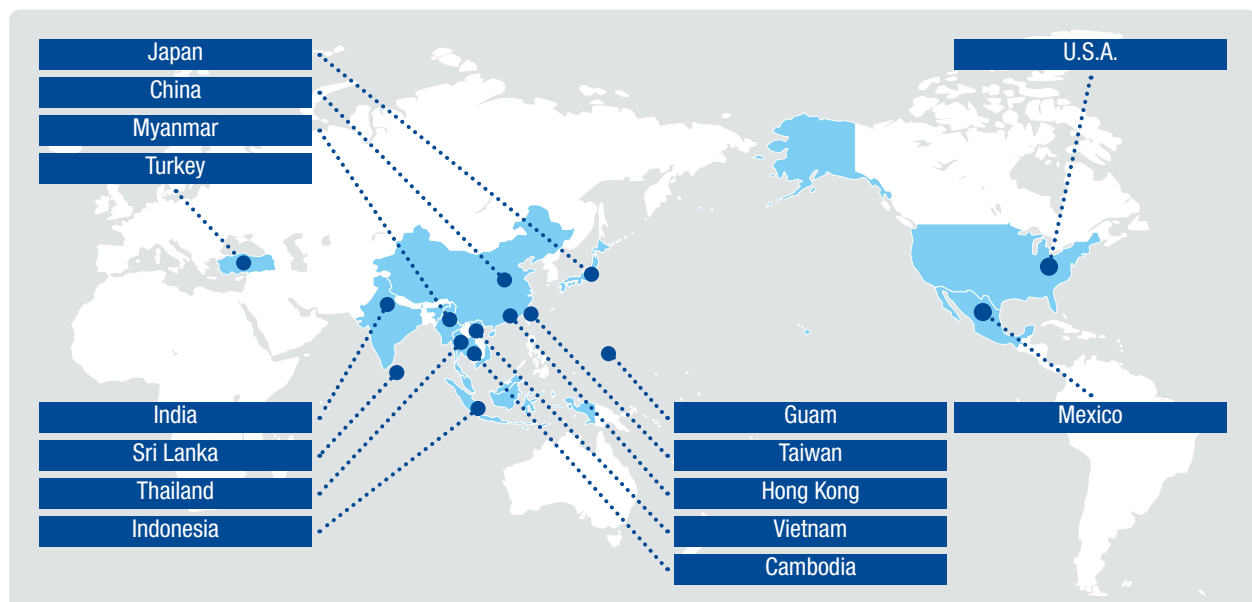 Japan
China
Myanmar
Turkey
U.S.A.
India
Sri Lanka
Thailand
Indonesia
Guam
Taiwan
Hong Kong
Vietnam
Cambodia
Mexico